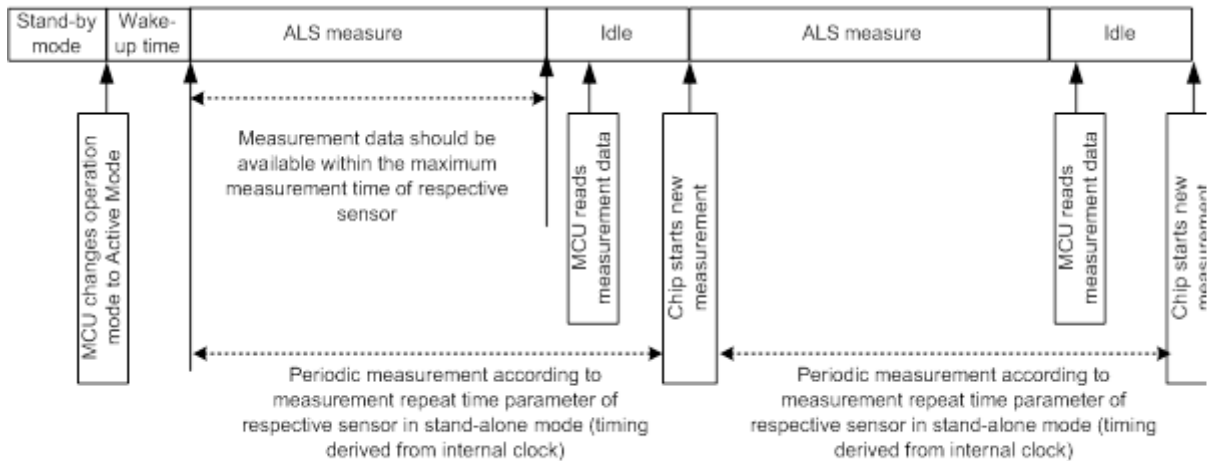 Stand-by
mode
Wake-
up time
ALS measure
Idle
ALS measure
Idle
MCU changes operation
mode to Active Mode
Measurement data should be
available within the maximum
measurement time of respective
sensor
MCU reads
measurement data
Chip starts new
measurement
MCU reads
measurement data
Chip starts new
measurement
Periodic measurement according to
measurement repeat time parameter of
respective sensor in stand-alone mode (timing
derived from internal clock)
Periodic measurement according to
measurement repeat time parameter of
respective sensor in stand-alone mode (timing
derived from internal clock)